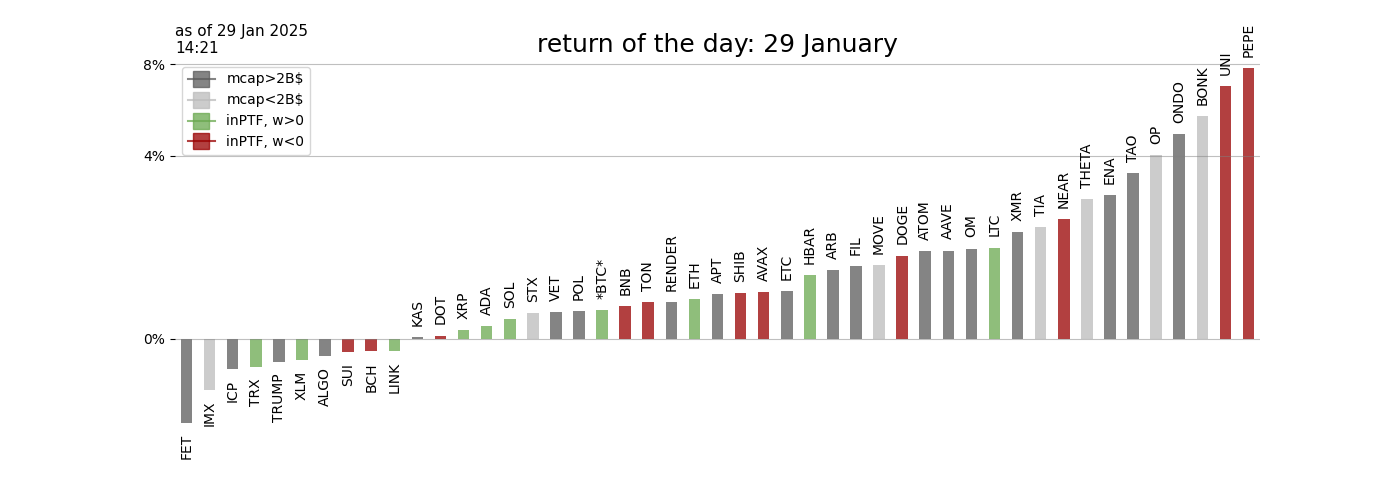 as of 29 Jan 2025
14:21
return of the day: 29 January
8%
4%
0%
mcap>2B$
mcap<2B$
inPTF, w>0
inPTF, w<0
FET
IMX
ICP
TRX
TRUMP
XLM
ALGO
SUI
BCH
LINK
KAS
DOT
XRP
ADA
SOL
STX
VET
POL
*BTC*
BNB
TON
RENDER
ETH
APT
SHIB
AVAX
ETC
HBAR
ARB
FIL
MOVE
DOGE
ATOM
AAVE
OM
LTC
XMR
TIA
NEAR
THETA
ENA
TAO
OP
ONDO
BONK
UNI
PEPE